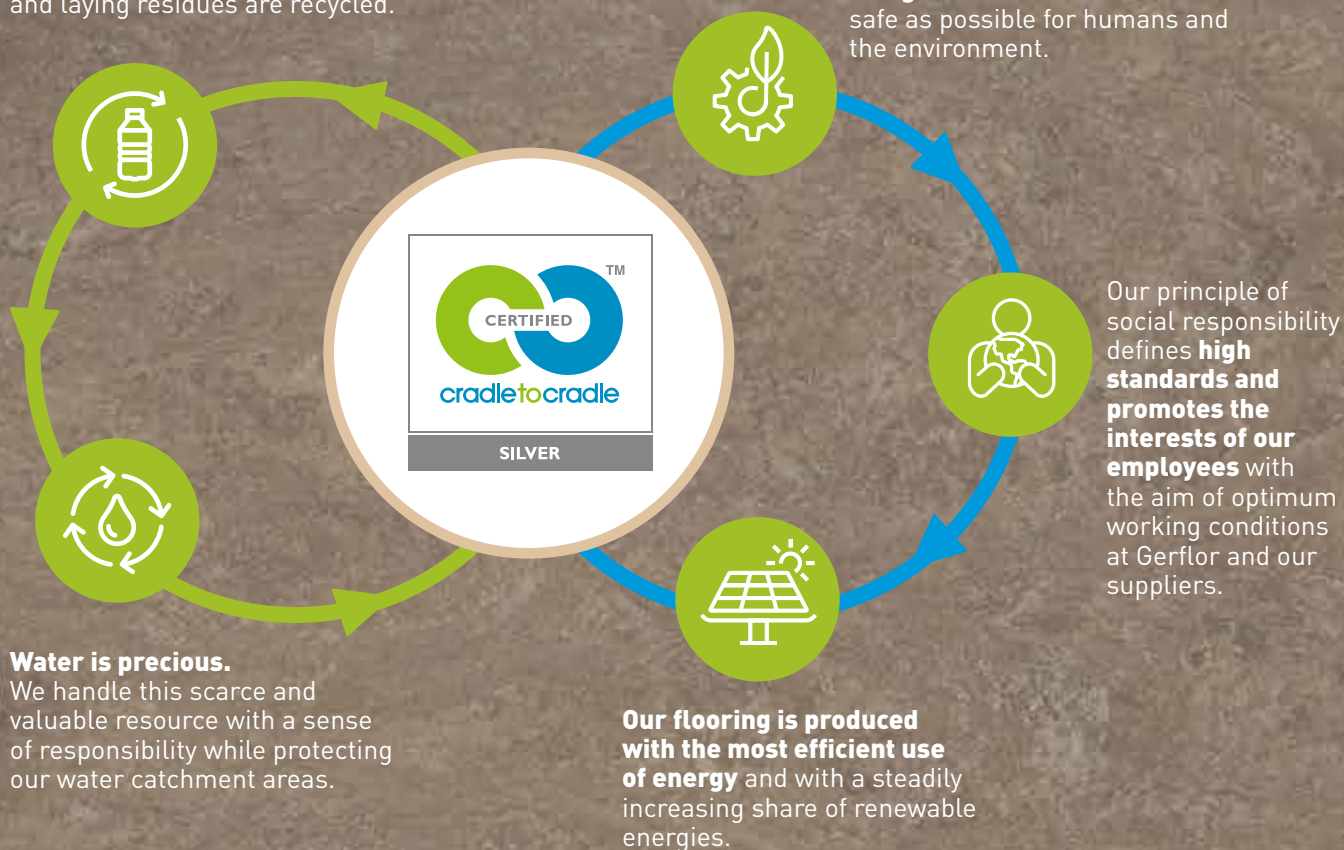 and laying residues are recycled.
safe as possible for humans and
the environment.
TM
CERTIFIED
cradletocradle
SILVER
Our principle of
social responsibility
defines high
standards and
promotes the
interests of our
employees with
the aim of optimum
working conditions
at Gerflor and our
suppliers.
Water is precious.
We handle this scarce and
valuable resource with a sense
of responsibility while protecting
our water catchment areas.
Our flooring is produced
with the most efficient use
of energy and with a steadily
increasing share of renewable
energies.